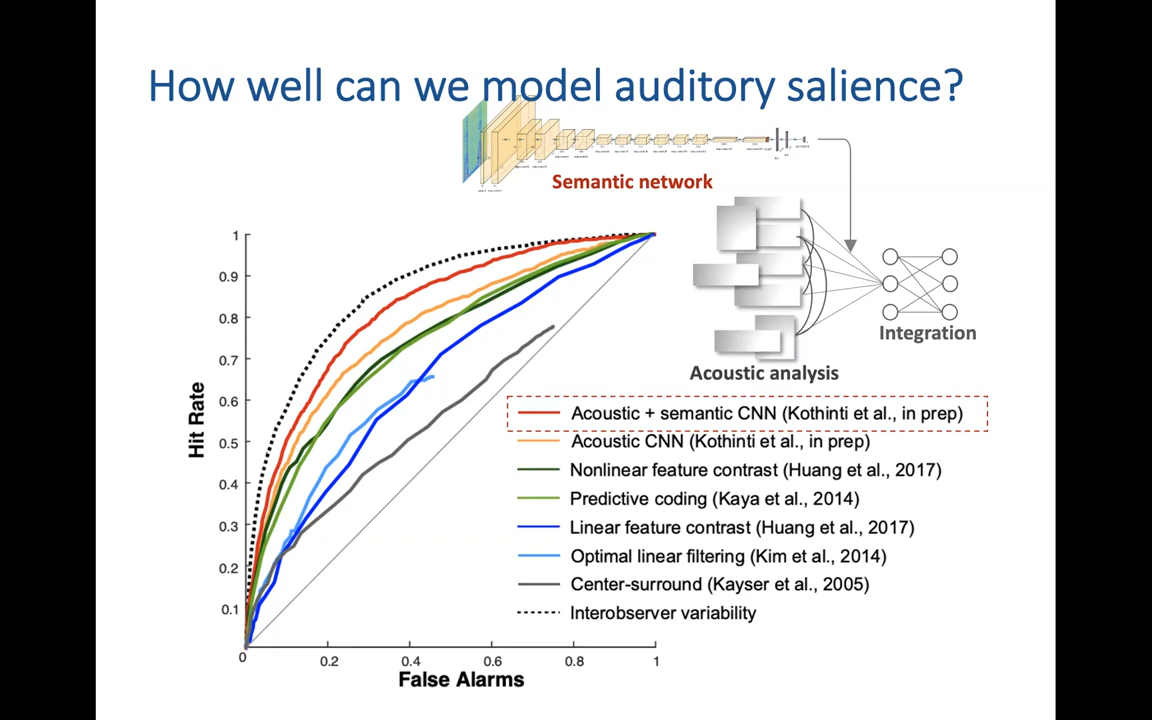 How well can we model auditory salience?
Semantic network
Integration
Acoustic analysis
Hit Rate
1
0.9
0.8
0.7
0.6
0.5
0.4
0.3
0.2
0.1
0
0.2
0.4
0.6
0.8
1
False Alarms
Acoustic + semantic CNN (Kothinti et al., in prep)
Acoustic CNN (Kothinti et al., in prep)
Nonlinear feature contrast (Huang et al., 2017)
Predictive coding (Kaya et al., 2014)
Linear feature contrast (Huang et al., 2017)
Optimal linear filtering (Kim et al., 2014)
Center-surround (Kayser et al., 2005)
Interobserver variability